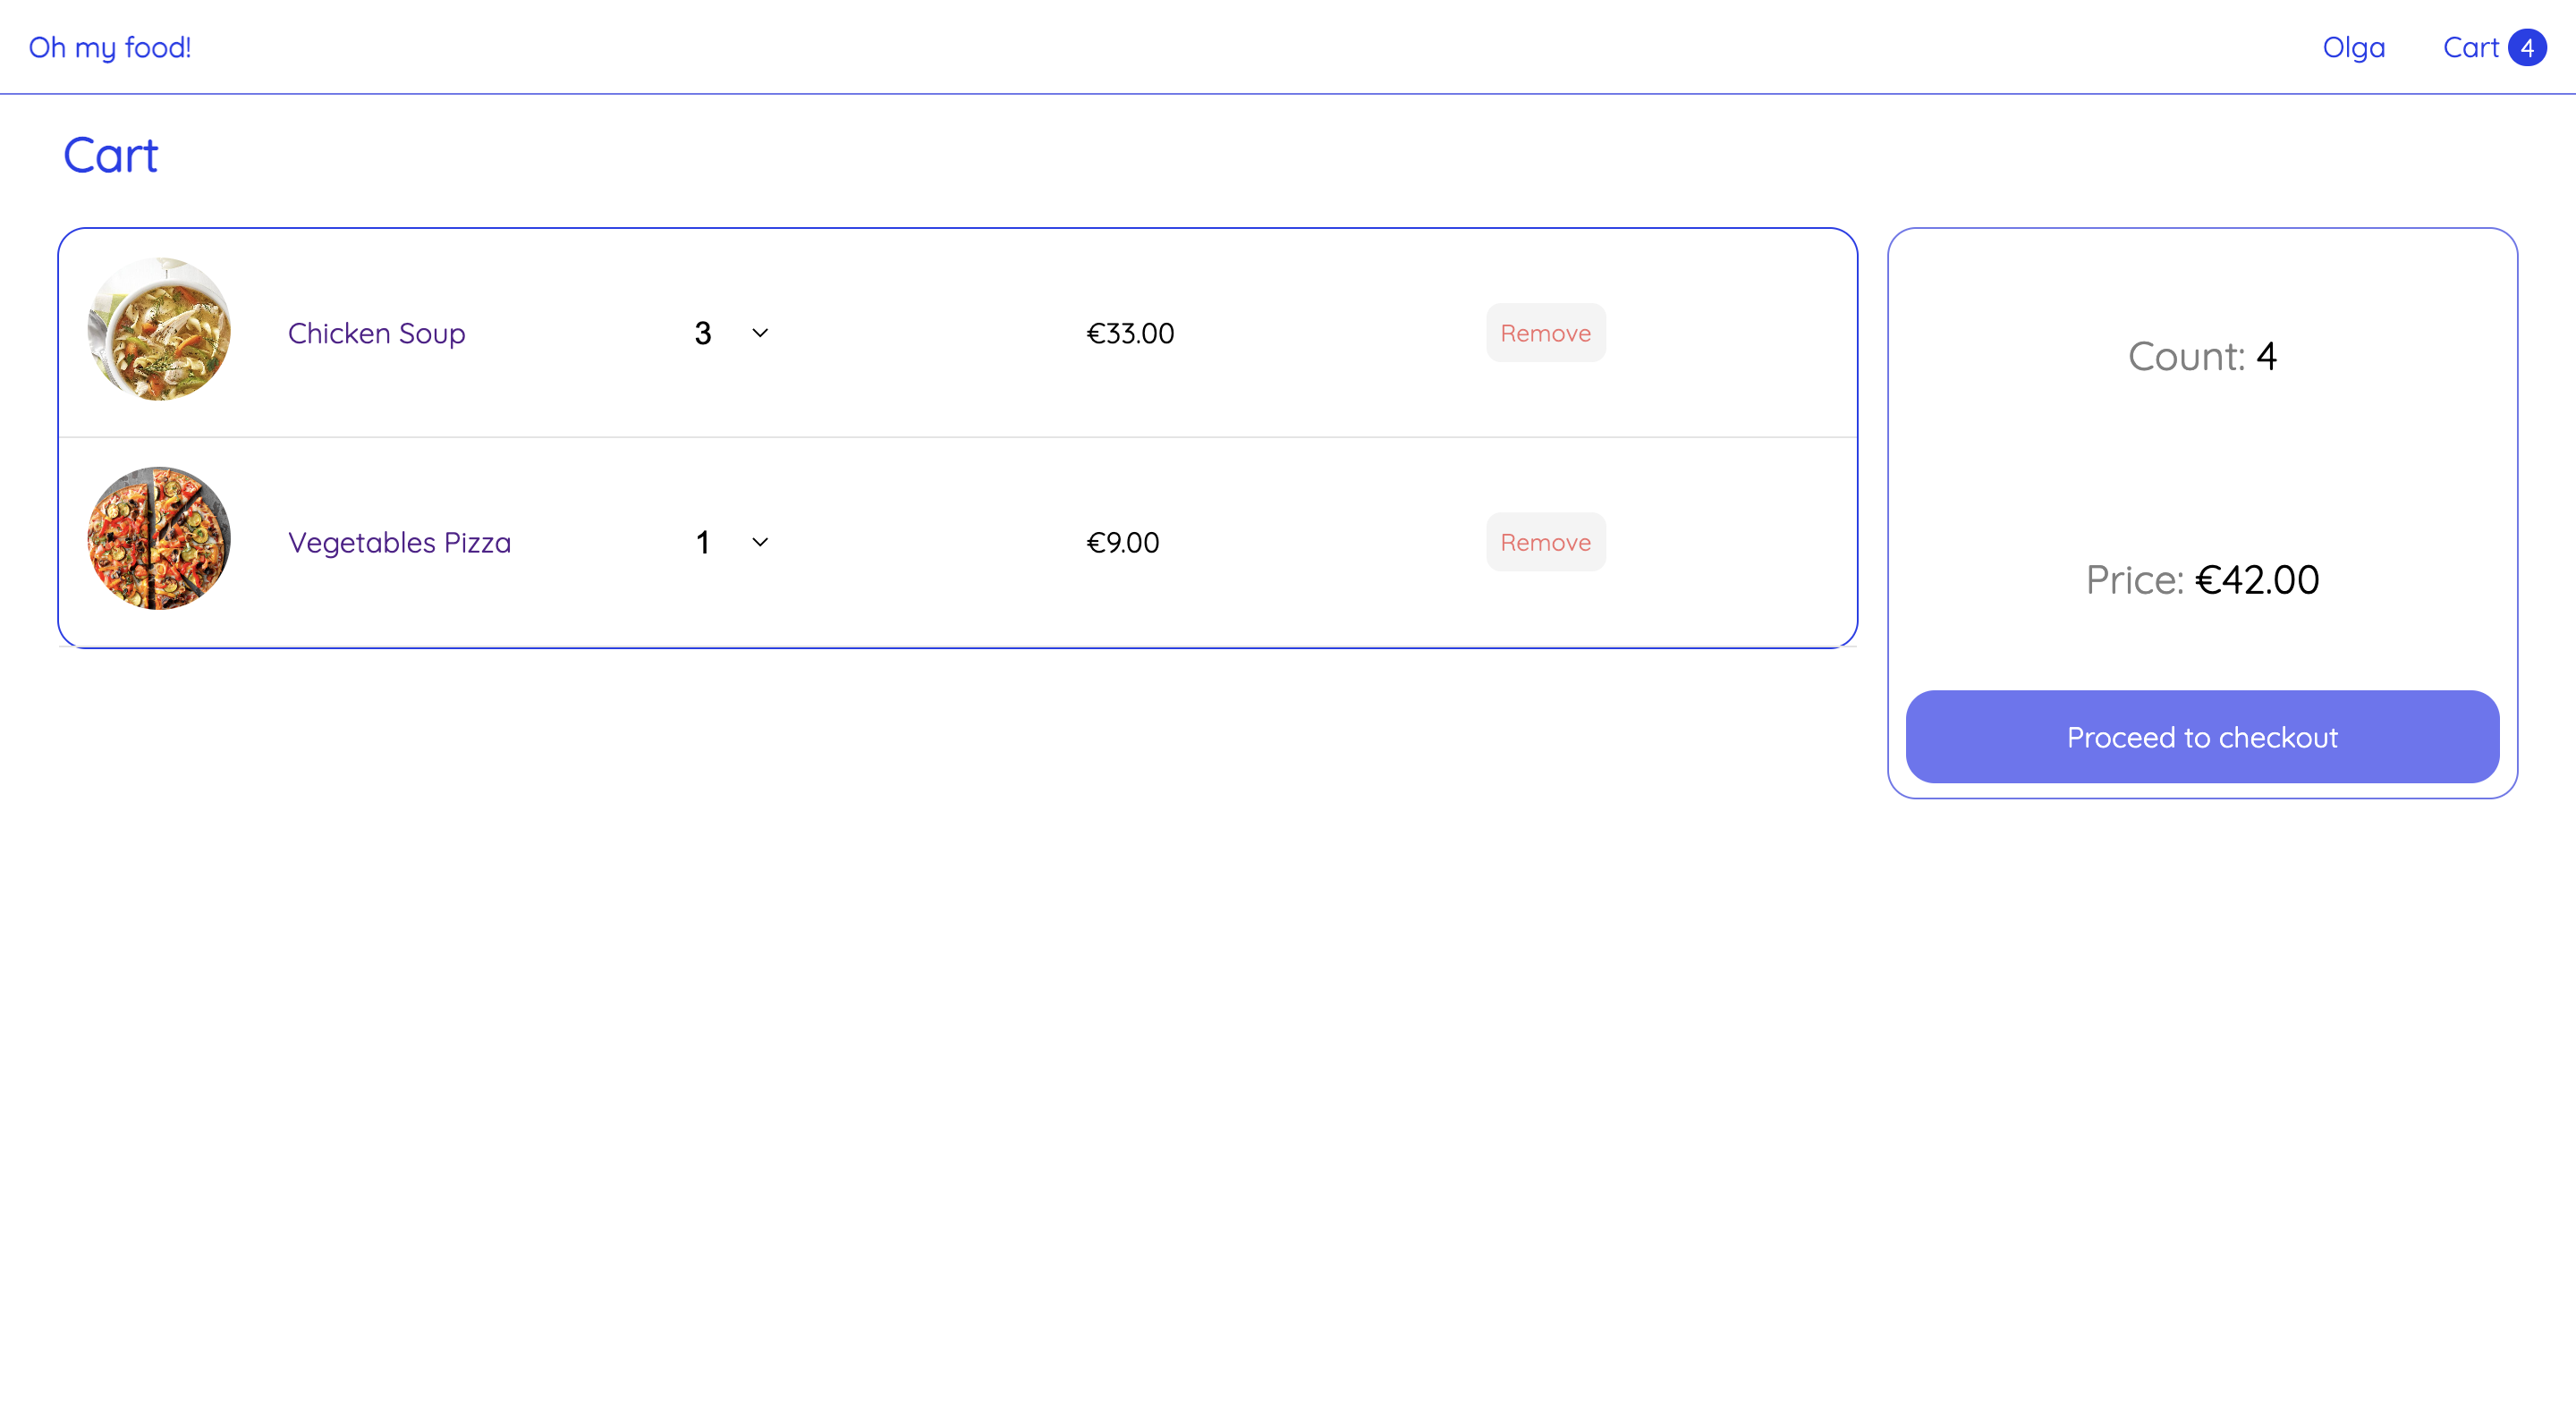 Oh my food!
Olga
Cart 4
Cart
Chicken Soup 3 €33.00 Remove
Vegetables Pizza 1 €9.00 Remove
Count: 4
Price: €42.00
Proceed to checkout